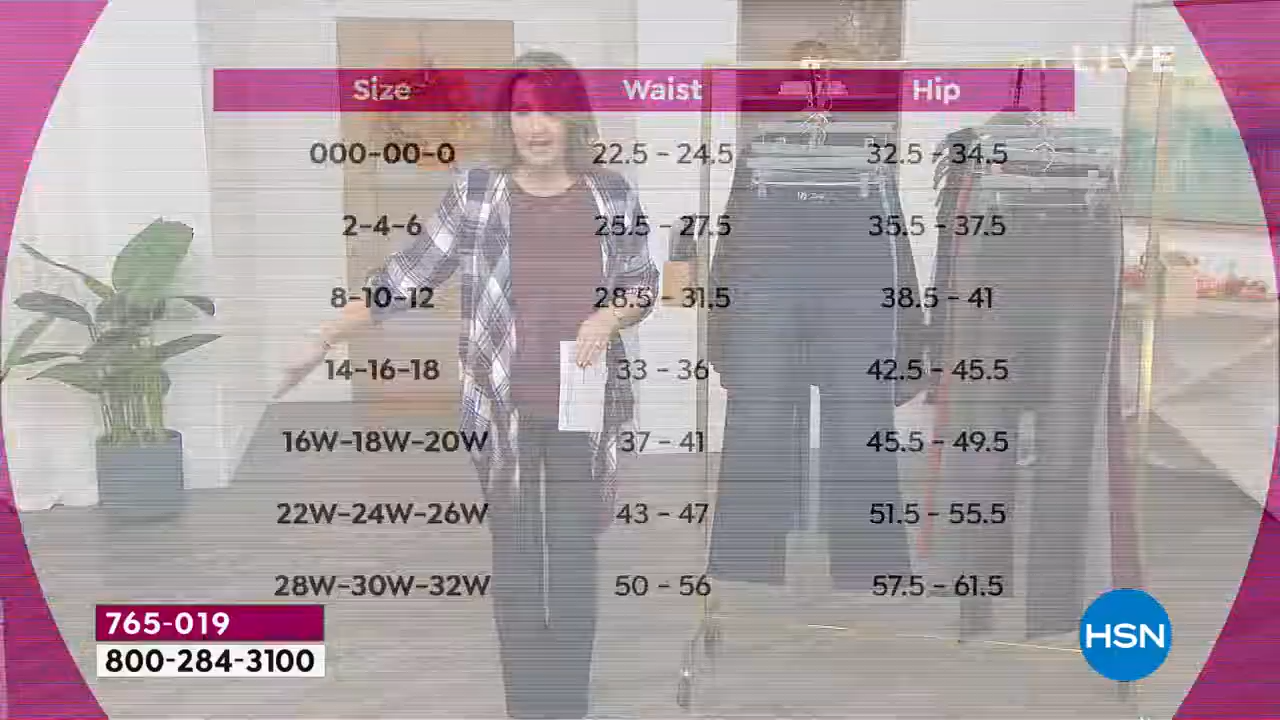 LIVE
Size Waist Hip
000-00-0 22.5 - 24.5 32.5 - 34.5
2-4-6 25.5 - 27.5 35.5 - 37.5
8-10-12 28.5 - 31.5 38.5 - 41
14-16-18 33 - 36 42.5 - 45.5
16W-18W-20W 37 - 41 45.5 - 49.5
22W-24W-26W 43 - 47 51.5 - 55.5
28W-30W-32W 50 - 56 57.5 - 61.5
765-019
800-284-3100
HSN